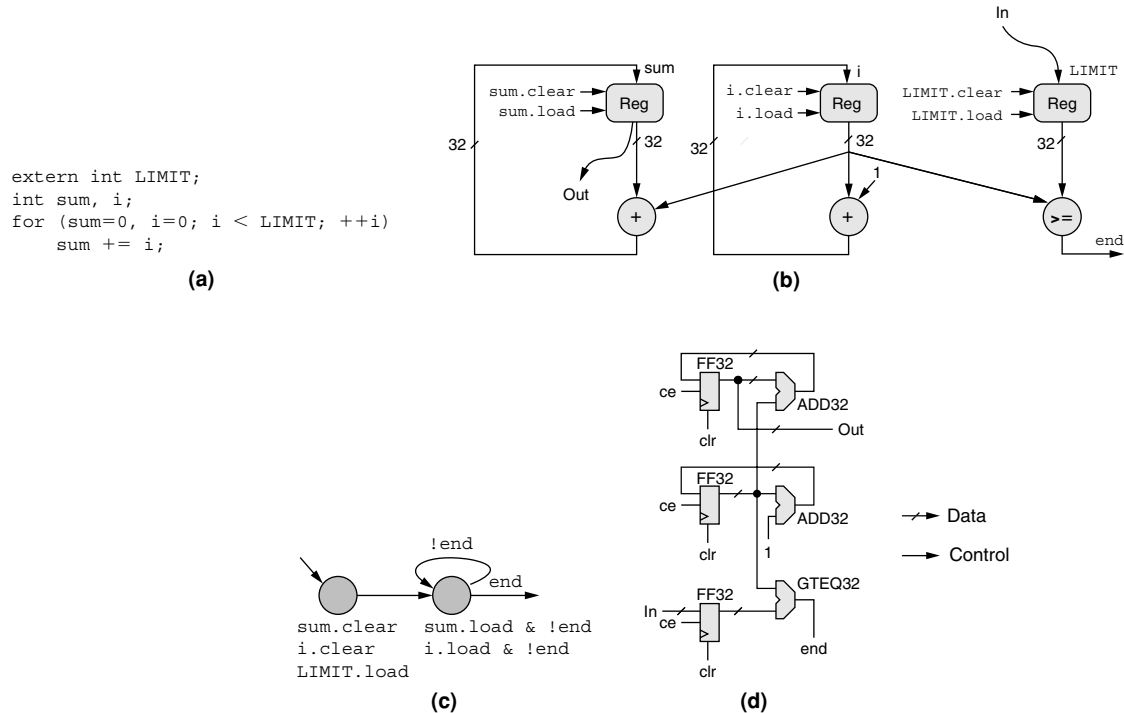 extern int LIMIT;
int sum, i;
for (sum=0, i=0; i < LIMIT; ++i)
sum += i;
(a)
In
sum
i
LIMIT
sum.clear
sum.load
Reg
i.clear
i.load
Reg
LIMIT.clear
LIMIT.load
Reg
32
32
32
32
32
Out
1
+
+
>=
end
(b)
!end
end
sum.clear
i.clear
LIMIT.load
sum.load & !end
i.load & !end
(c)
FF32
ce
clr
ADD32
Out
FF32
ce
clr
1
ADD32
GTEQ32
FF32
In
ce
clr
end
Data
Control
(d)